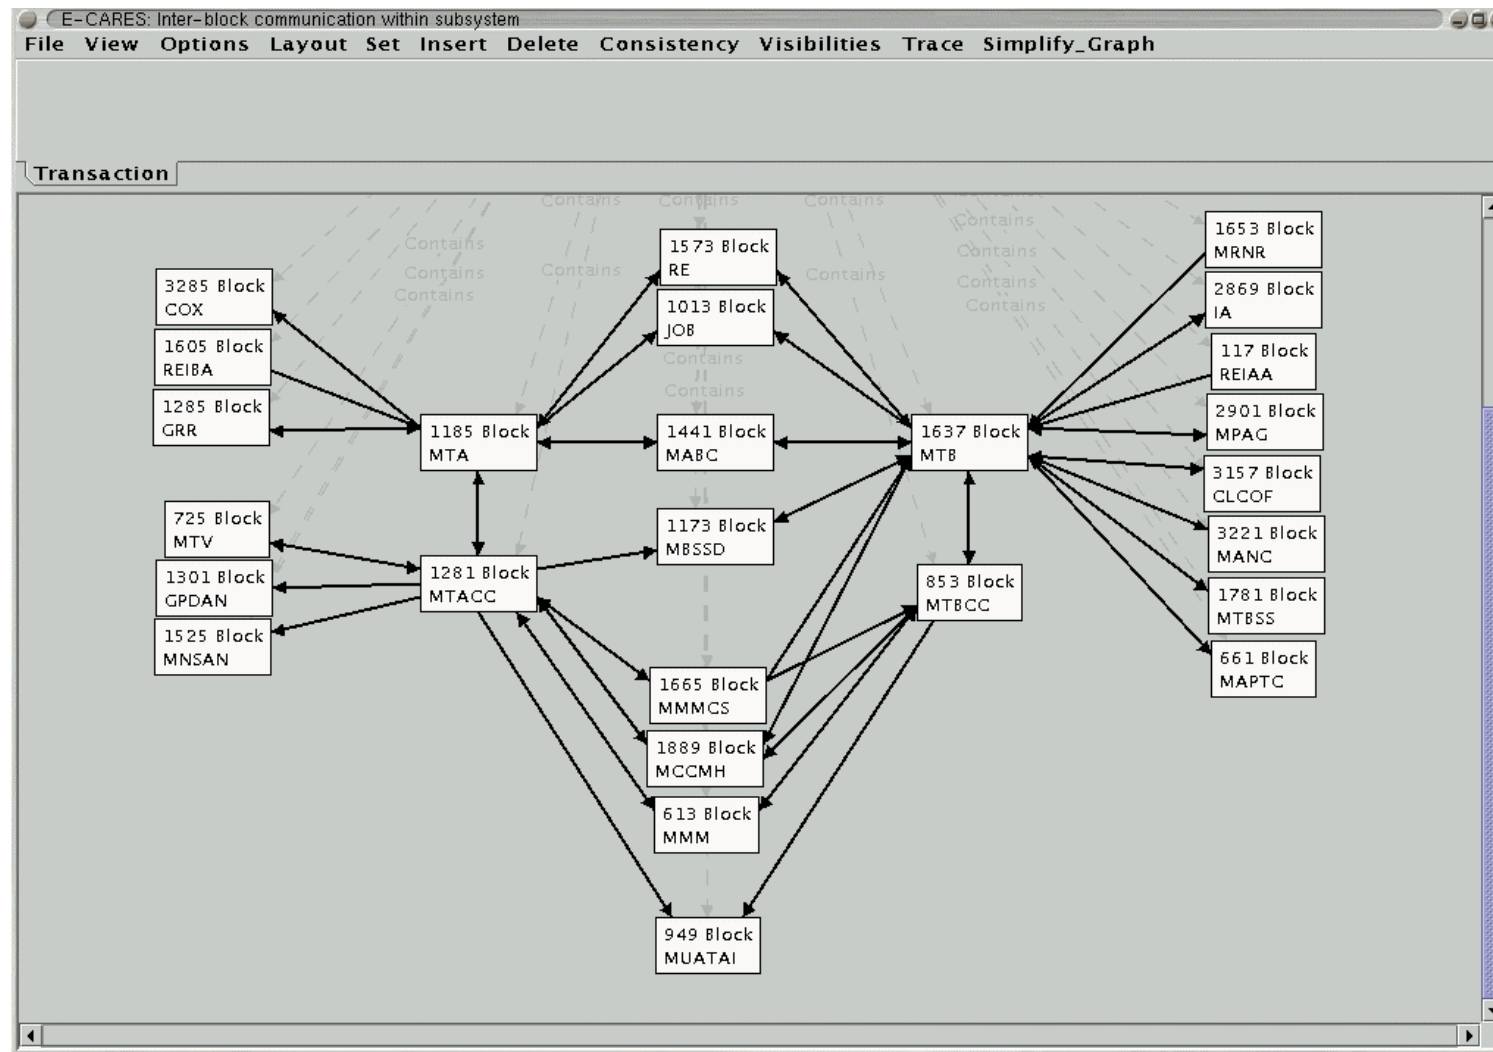 E-CARES: Inter-block communication within subsystem
File View Options Layout Set Insert Delete Consistency Visibilities Trace Simplify_Graph
Transaction
Contains Contains Contains Contains
Contains
Contains
Contains
Contains
Contains
Contains
Contains
Contains
Contains
Contains
Contains
3285 Block
COX
1605 Block
REIBA
1285 Block
GRR
725 Block
MTV
1301 Block
GPDAN
1525 Block
MNSAN
1185 Block
MTA
1281 Block
MTACC
1573 Block
RE
1013 Block
JOB
1441 Block
MABC
1173 Block
MBSSD
1665 Block
MMMCS
1889 Block
MCCMH
613 Block
MMM
949 Block
MUATAI
1637 Block
MTB
853 Block
MTBCC
1653 Block
MRNR
2869 Block
IA
117 Block
REIAA
2901 Block
MPAG
3157 Block
CLCOF
3221 Block
MANC
1781 Block
MTBSS
661 Block
MAPTC